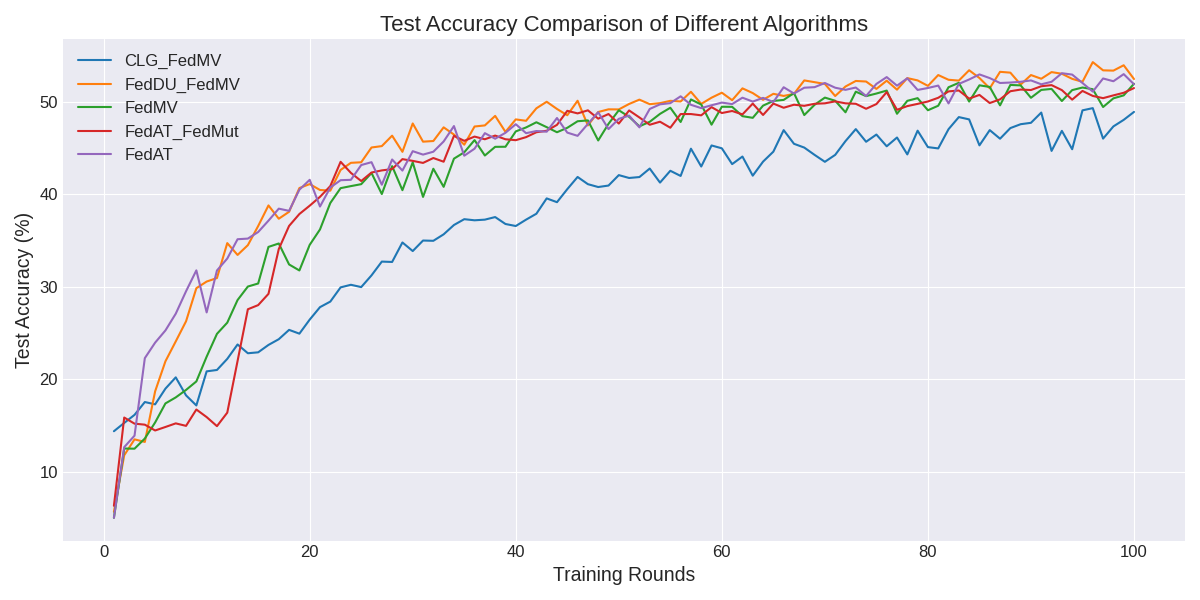 Test Accuracy Comparison of Different Algorithms
CLG_FedMV
FedDU_FedMV
FedMV
FedAT_FedMut
FedAT
50
40
30
20
10
Test Accuracy (%)
0 20 40 60 80 100
Training Rounds